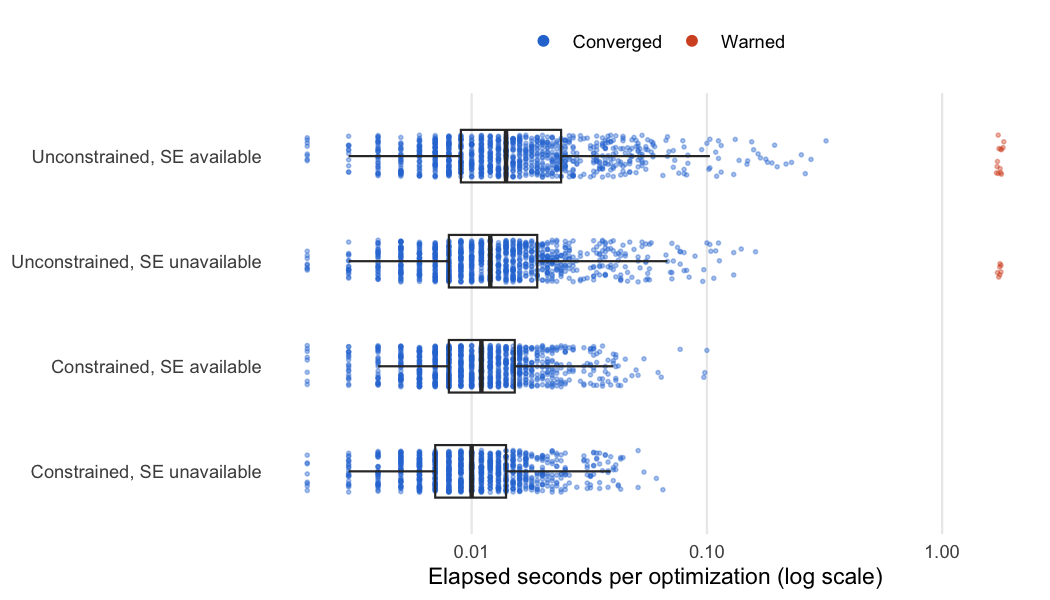 Converged Warned
Unconstrained, SE available
Unconstrained, SE unavailable
Constrained, SE available
Constrained, SE unavailable
0.01 0.10 1.00
Elapsed seconds per optimization (log scale)